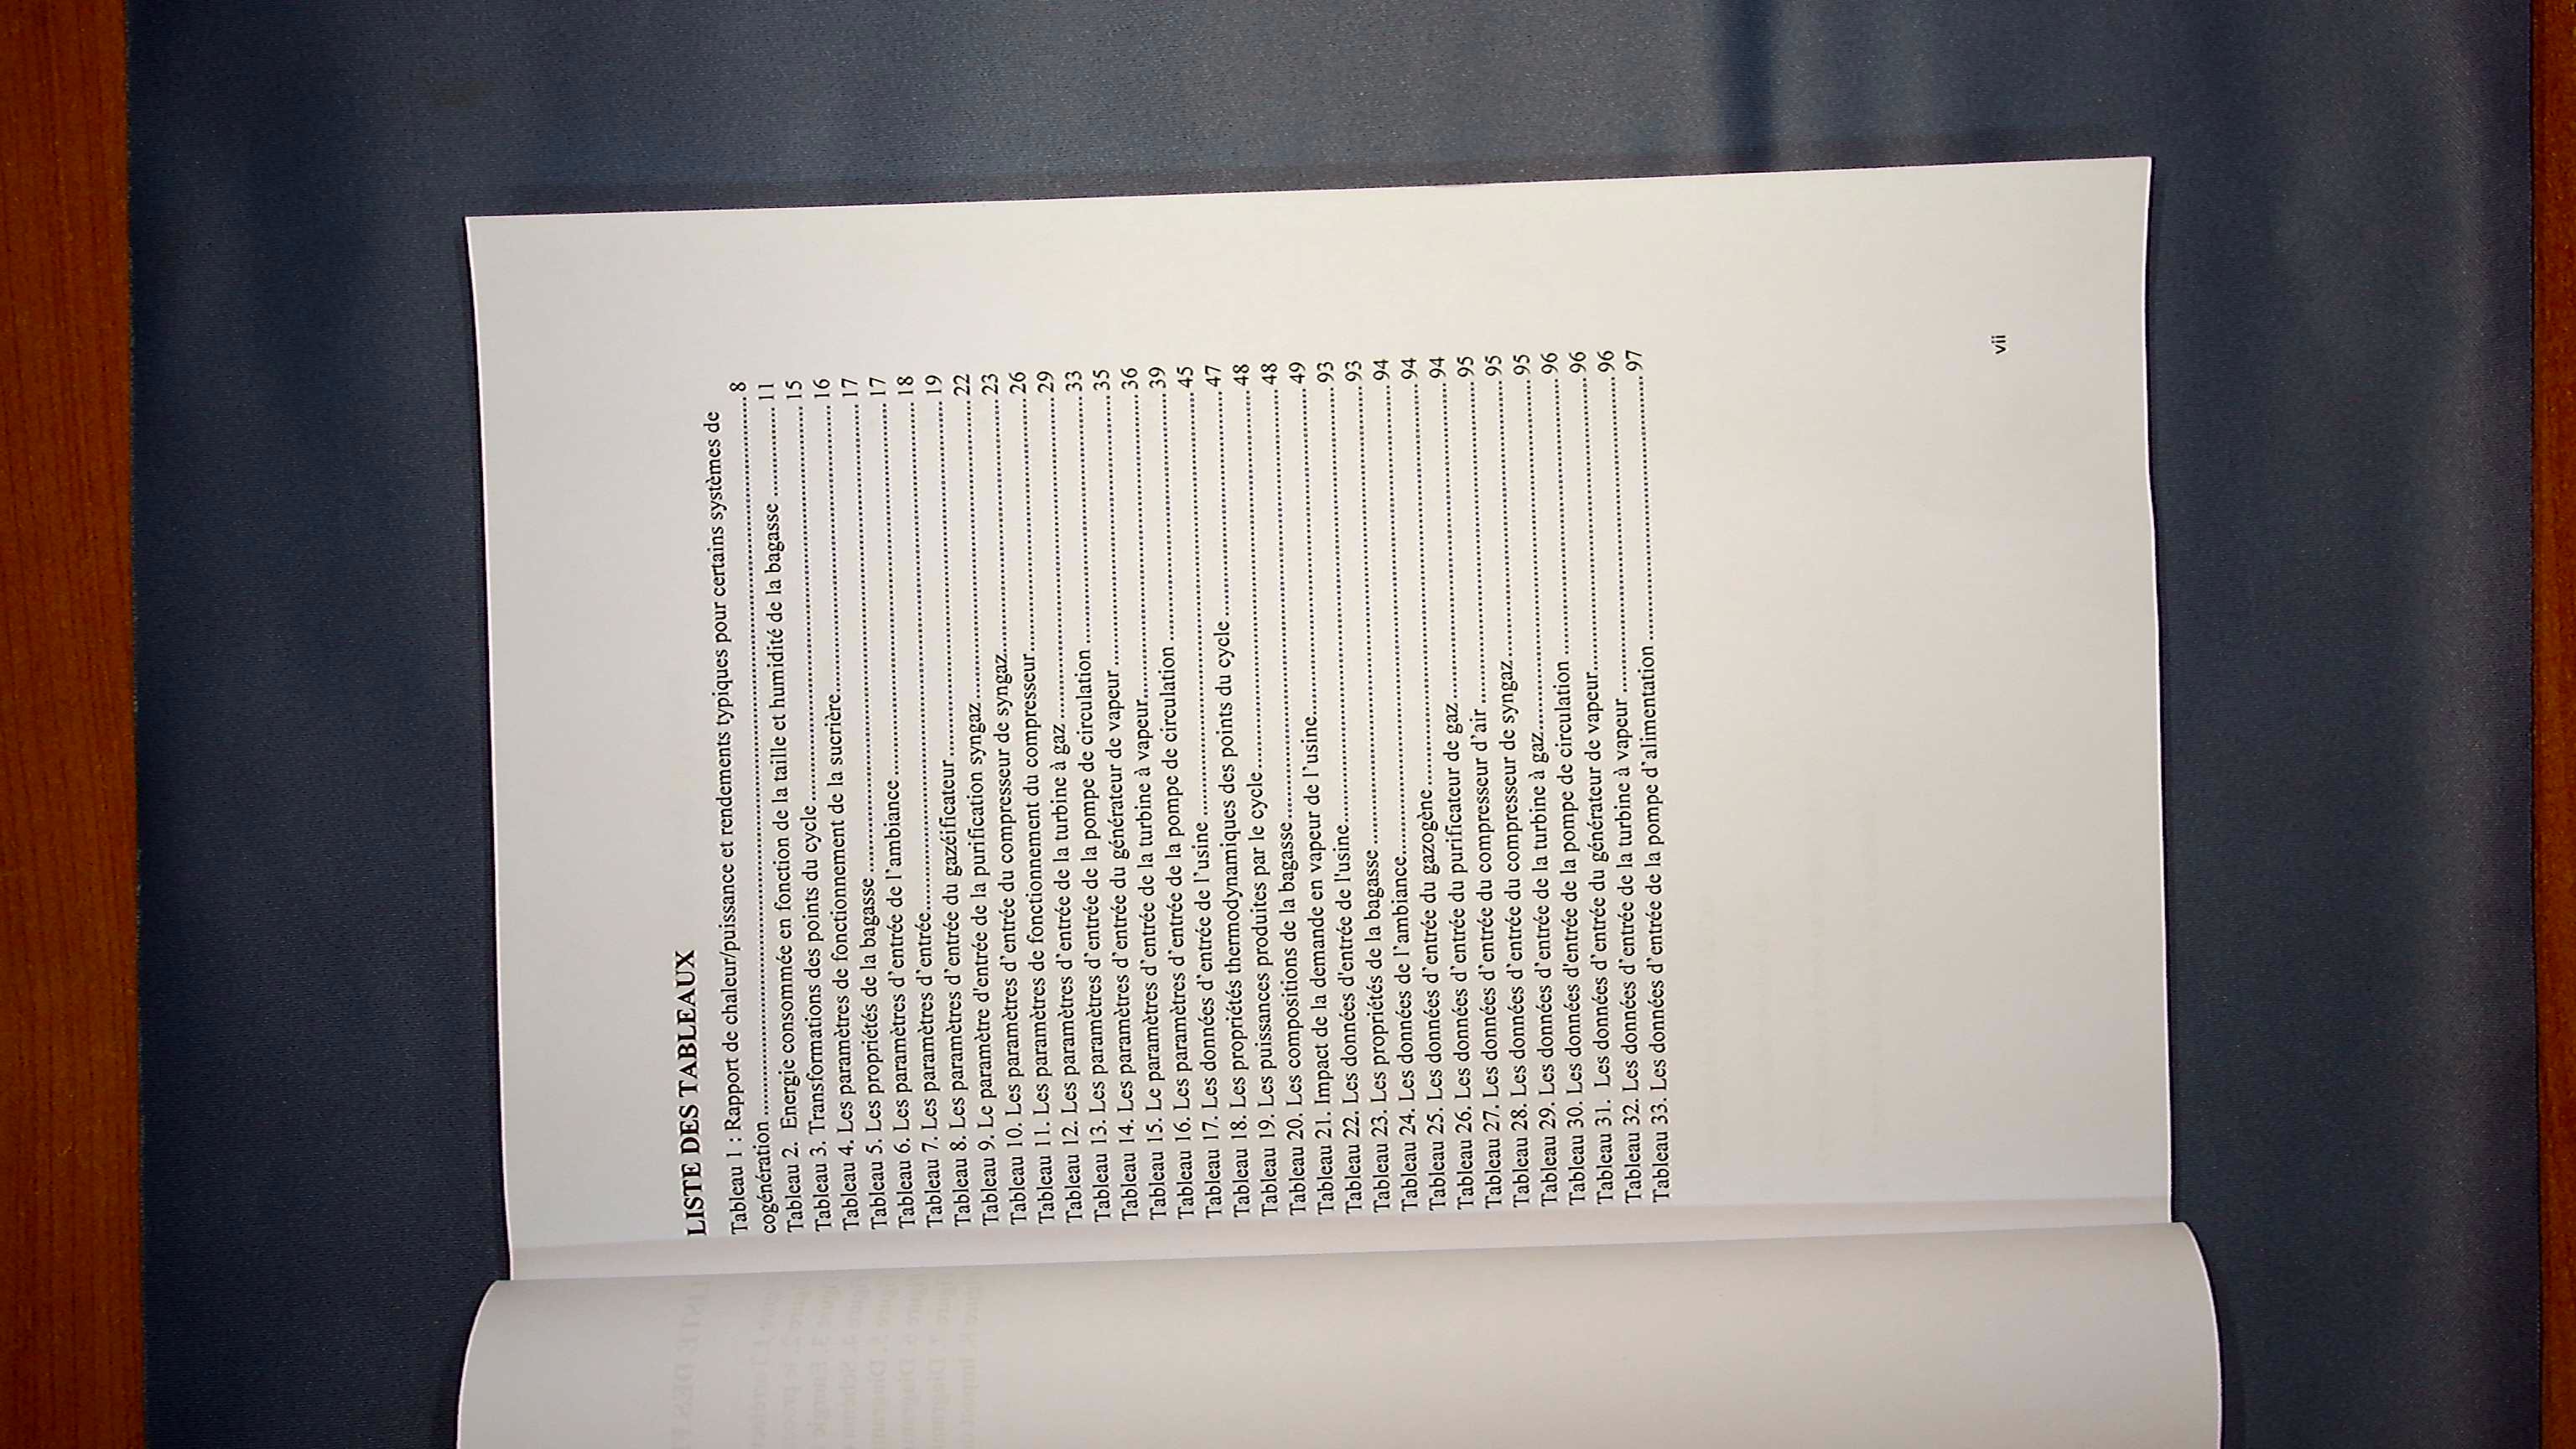 LISTE DES TABLEAUX
Tableau 1 : Rapport de chaleur/puissance et rendements typiques pour certains systèmes de
cogénération ........ 8
Tableau 2. Energie consommée en fonction de la taille et humidité de la bagasse ........ 11
Tableau 3. Transformations des points du cycle ........ 15
Tableau 4. Les paramètres de fonctionnement de la sucrière ........ 16
Tableau 5. Les propriétés de la bagasse ........ 17
Tableau 6. Les paramètres d’entrée de l’ambiance ........ 17
Tableau 7. Les paramètres d’entrée ........ 18
Tableau 8. Les paramètres d’entrée du gazéificateur ........ 19
Tableau 9. Le paramètre d'entrée de la purification syngaz ........ 22
Tableau 10. Les paramètres d’entrée du compresseur de syngaz ........ 23
Tableau 11. Les paramètres de fonctionnement du compresseur ........ 26
Tableau 12. Les paramètres d’entrée de la turbine à gaz ........ 29
Tableau 13. Les paramètres d’entrée de la pompe de circulation ........ 33
Tableau 14. Les paramètres d’entrée du générateur de vapeur ........ 35
Tableau 15. Le paramètres d’entrée de la turbine à vapeur ........ 36
Tableau 16. Les paramètres d’entrée de la pompe de circulation ........ 39
Tableau 17. Les données d’entrée de l’usine ........ 45
Tableau 18. Les propriétés thermodynamiques des points du cycle ........ 47
Tableau 19. Les puissances produites par le cycle ........ 48
Tableau 20. Les compositions de la bagasse ........ 48
Tableau 21. Impact de la demande en vapeur de l’usine ........ 49
Tableau 22. Les données d'entrée de l'usine ........ 93
Tableau 23. Les propriétés de la bagasse ........ 93
Tableau 24. Les données de l’ambiance ........ 94
Tableau 25. Les données d’entrée du gazogène ........ 94
Tableau 26. Les données d’entrée du purificateur de gaz ........ 94
Tableau 27. Les données d’entrée du compresseur d’air ........ 95
Tableau 28. Les données d’entrée du compresseur de syngaz ........ 95
Tableau 29. Les données d’entrée de la turbine à gaz ........ 95
Tableau 30. Les données d'entrée de la pompe de circulation ........ 96
Tableau 31. Les données d’entrée du générateur de vapeur ........ 96
Tableau 32. Les données d’entrée de la turbine à vapeur ........ 96
Tableau 33. Les données d’entrée de la pompe d’alimentation ........ 97
vii